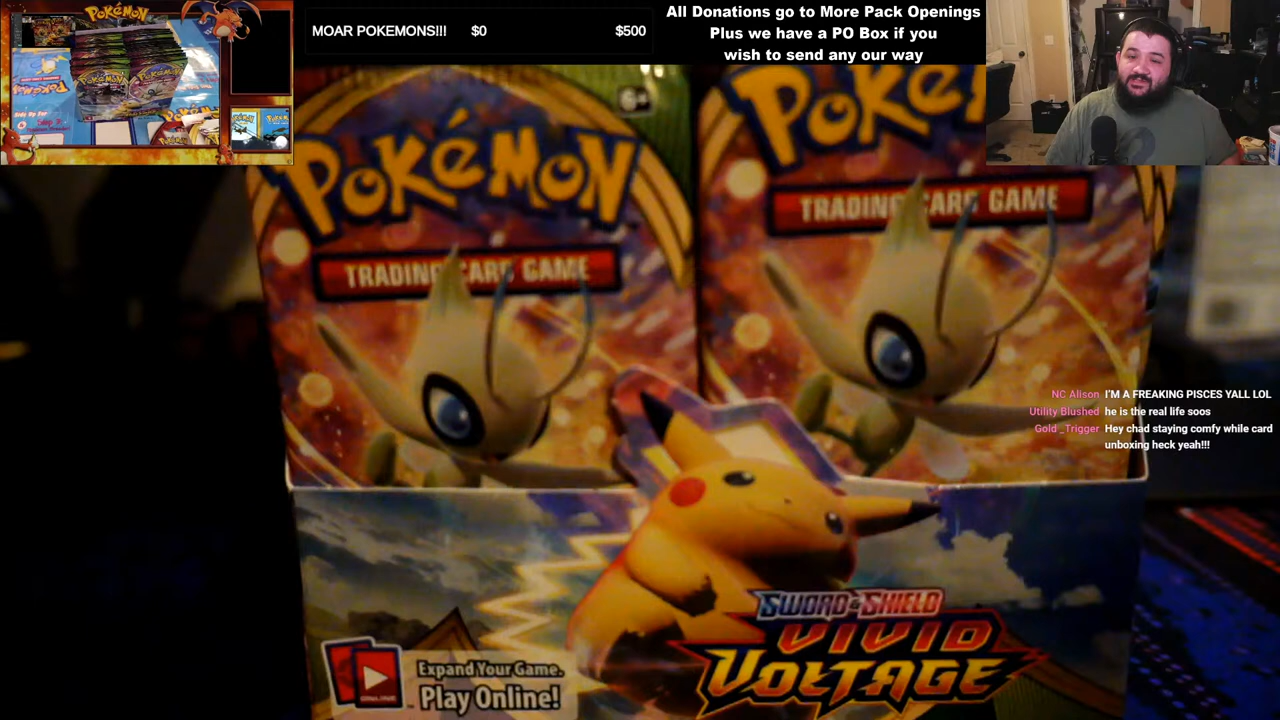 POKéMON
MOAR POKEMONS!!! $0 $500
All Donations go to More Pack Openings
Plus we have a PO Box if you
wish to send any our way
POKéMON
TRADING CARD GAME
POKé
TRADING CARD GAME
NC Alison I'M A FREAKING PISCES YALL LOL
Utility Blushed he is the real life soos
Gold _Trigger Hey chad staying comfy while card
unboxing heck yeah!!!
SWORD & SHIELD
VIVID
VOLTAGE
Expand Your Game.
Play Online!